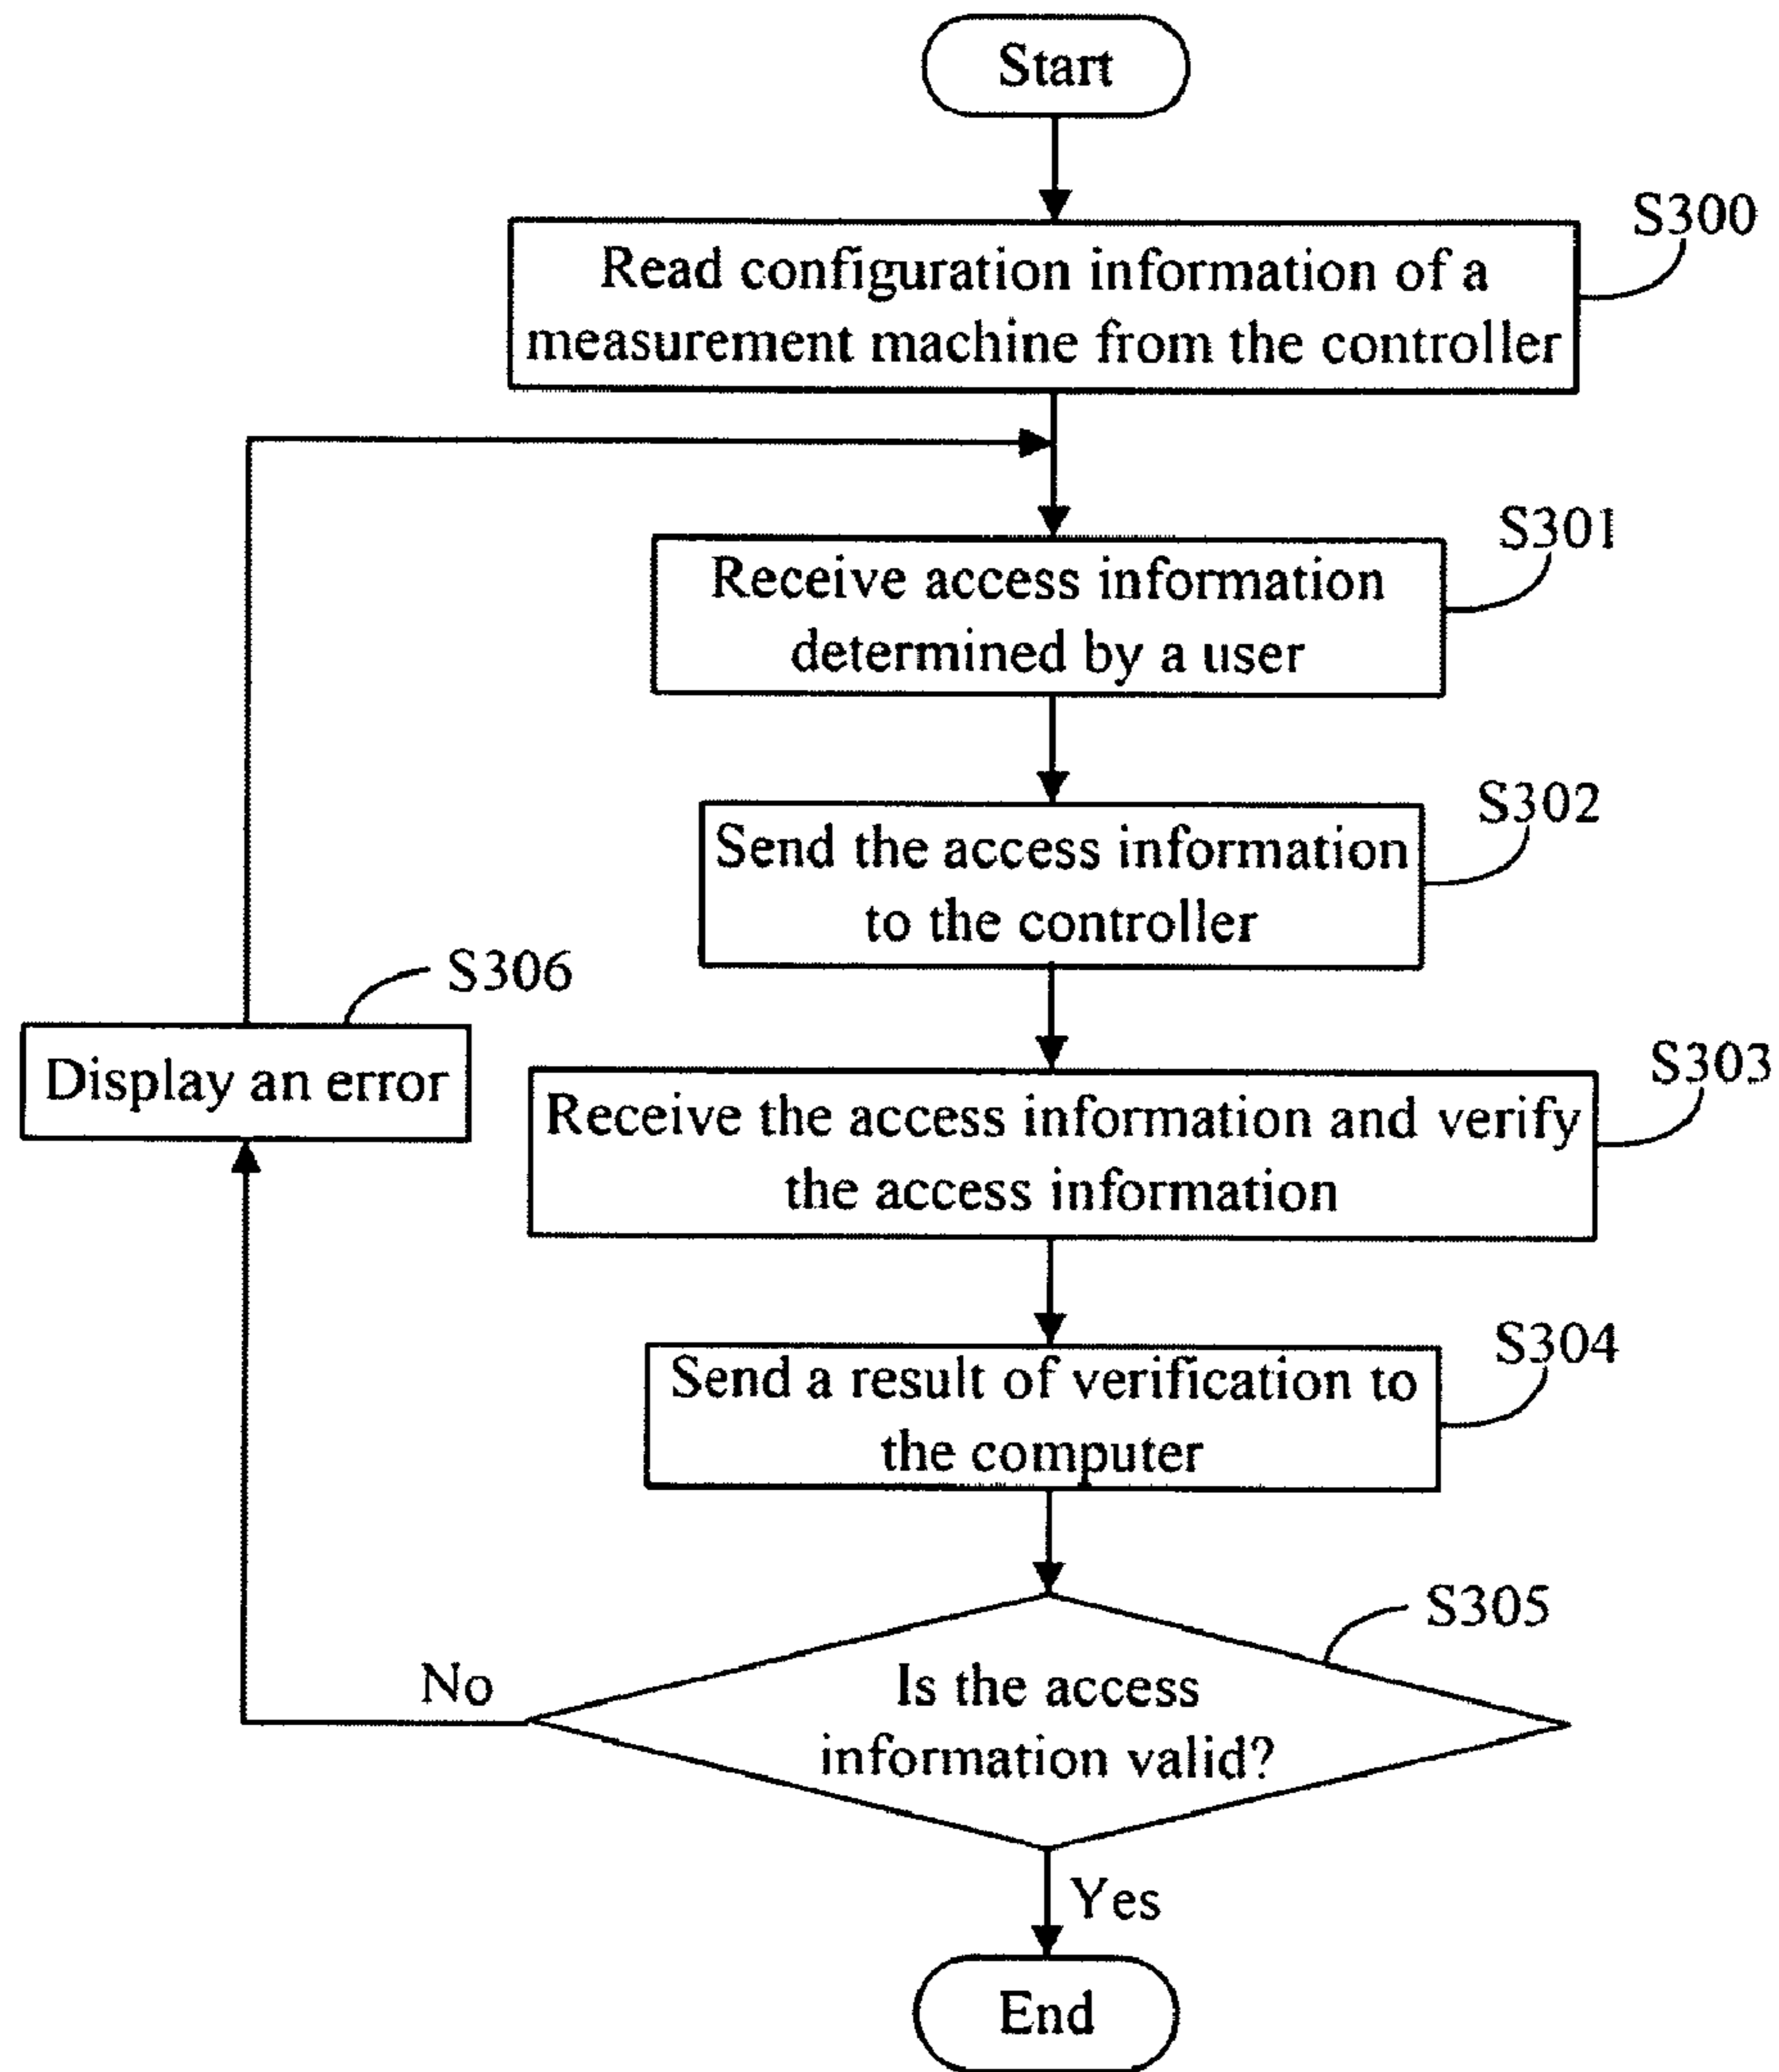 Start
S300
Read configuration information of a
measurement machine from the controller
S301
Receive access information
determined by a user
S302
Send the access information
to the controller
S306
Display an error
S303
Receive the access information and verify
the access information
S304
Send a result of verification to
the computer
S305
Is the access
information valid?
No
Yes
End